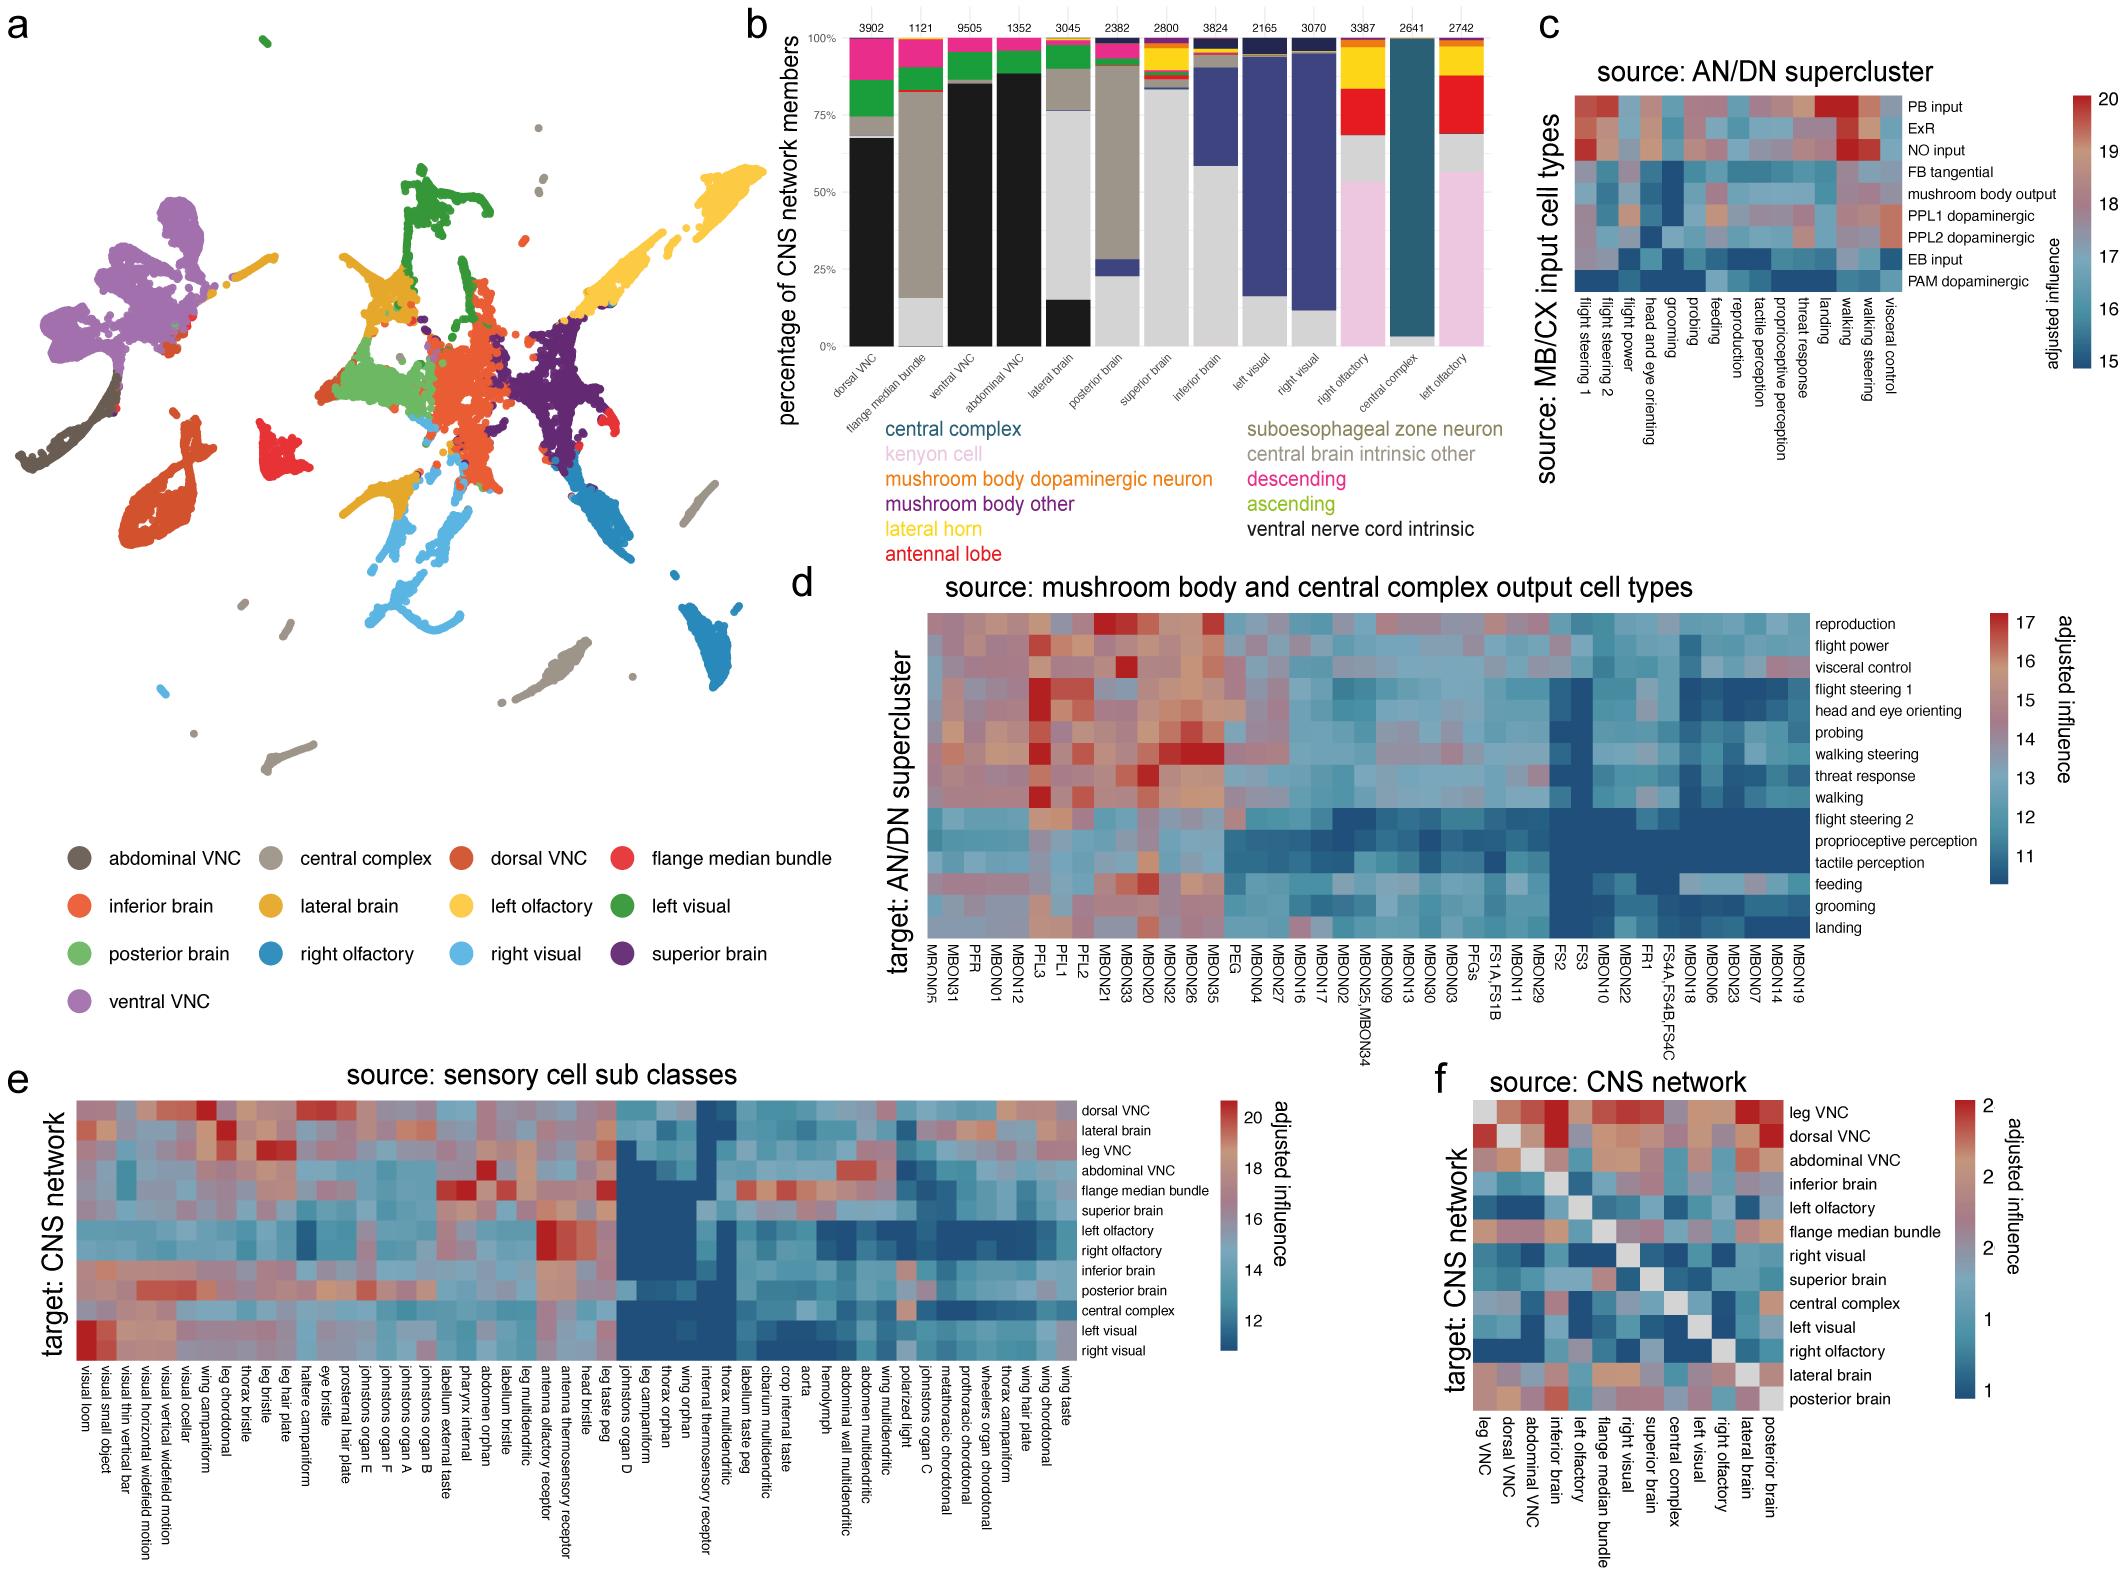 a
abdominal VNC
central complex
dorsal VNC
flange median bundle
inferior brain
lateral brain
left olfactory
left visual
posterior brain
right olfactory
right visual
superior brain
ventral VNC
b
percentage of CNS network members
3902 1121 9505 1352 3045 2382 2800 3824 2165 3070 3387 2641 2742
100%
75%
50%
25%
0%
dorsal VNC
flange median bundle
ventral VNC
abdominal VNC
lateral brain
posterior brain
superior brain
inferior brain
left visual
right visual
right olfactory
central complex
left olfactory
central complex
kenyon cell
mushroom body dopaminergic neuron
mushroom body other
lateral horn
antennal lobe
suboesophageal zone neuron
central brain intrinsic other
descending
ascending
ventral nerve cord intrinsic
c
source: AN/DN supercluster
source: MB/CX input cell types
PB input
ExR
NO input
FB tangential
mushroom body output
PPL1 dopaminergic
PPL2 dopaminergic
EB input
PAM dopaminergic
flight steering 1
flight steering 2
flight power
head and eye orienting
grooming
probing
feeding
reproduction
tactile perception
proprioceptive perception
threat response
landing
walking
walking steering
visceral control
adjusted influence
20
19
18
17
16
15
d
source: mushroom body and central complex output cell types
target: AN/DN supercluster
reproduction
flight power
visceral control
flight steering 1
head and eye orienting
probing
walking steering
threat response
walking
flight steering 2
proprioceptive perception
tactile perception
feeding
grooming
landing
MBON05
MBON31
PFR
MBON01
MBON12
PFL3
PFL1
PFL2
MBON21
MBON33
MBON20
MBON32
MBON26
MBON35
PEG
MBON04
MBON27
MBON16
MBON17
MBON02
MBON25,MBON34
MBON09
MBON13
MBON30
MBON03
PFGs
FS1A,FS1B
MBON11
MBON29
FS2
FS3
MBON10
MBON22
FR1
FS4A,FS4B,FS4C
MBON18
MBON06
MBON23
MBON07
MBON14
MBON19
adjusted influence
17
16
15
14
13
12
11
e
source: sensory cell sub classes
target: CNS network
dorsal VNC
lateral brain
leg VNC
abdominal VNC
flange median bundle
superior brain
left olfactory
right olfactory
inferior brain
posterior brain
central complex
left visual
right visual
visual loom
visual small object
visual thin vertical bar
visual horizontal widefield motion
visual vertical widefield motion
visual ocellar
wing campaniform
leg chordotonal
thorax bristle
leg bristle
leg hair plate
haltere campaniform
eye bristle
prosternal hair plate
johnstons organ E
johnstons organ F
johnstons organ A
johnstons organ B
labellum external taste
pharynx internal
abdomen orphan
labellum bristle
leg multidendritic
antenna olfactory receptor
antenna thermosensory receptor
head bristle
leg taste peg
johnstons organ D
leg campaniform
thorax orphan
wing orphan
internal thermosensory receptor
thorax multidendritic
labellum taste peg
cibarium multidendritic
crop internal taste
aorta
hemolymph
abdominal wall multidendritic
abdomen multidendritic
wing multidendritic
polarized light
johnstons organ C
metathoracic chordotonal
prothoracic chordotonal
wheelers organ chordotonal
thorax campaniform
wing hair plate
wing chordotonal
wing taste
adjusted influence
20
18
16
14
12
f
source: CNS network
target: CNS network
leg VNC
dorsal VNC
abdominal VNC
inferior brain
left olfactory
flange median bundle
right visual
superior brain
central complex
left visual
right olfactory
lateral brain
posterior brain
leg VNC
dorsal VNC
abdominal VNC
inferior brain
left olfactory
flange median bundle
right visual
superior brain
central complex
left visual
right olfactory
lateral brain
posterior brain
adjusted influence
2
2
2
1
1